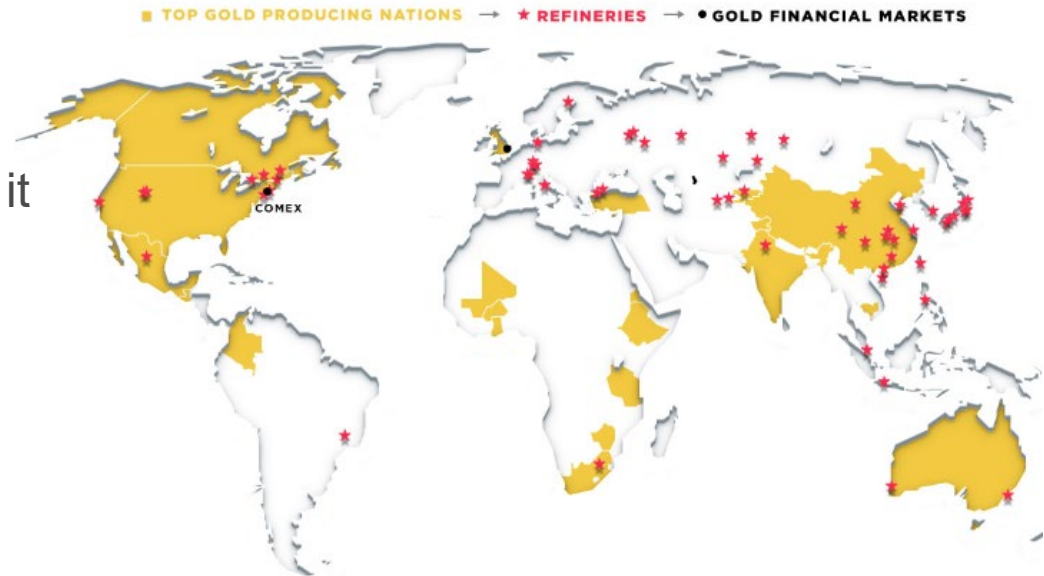 TOP GOLD PRODUCING NATIONS → REFINERIES → GOLD FINANCIAL MARKETS
it
COMEX